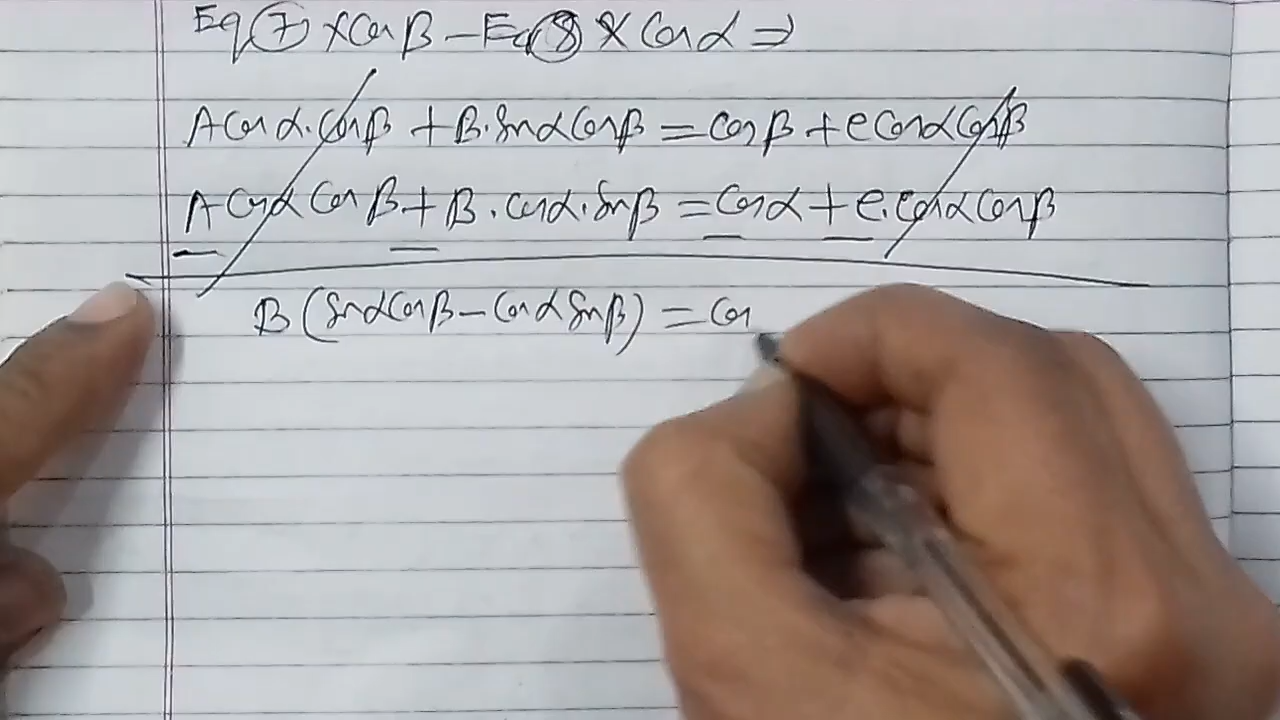 Eq(7) × Cos β − Eq(8) × Cos α ⇒
A Cos α . Cos β + B . Sin α Cos β = Cos β + e Cos α Cos β
A Cos α Cos β + B . Cos α . Sin β = Cos α + e . Cos α Cos β
B (Sin α Cos β − Cos α Sin β) = Cos